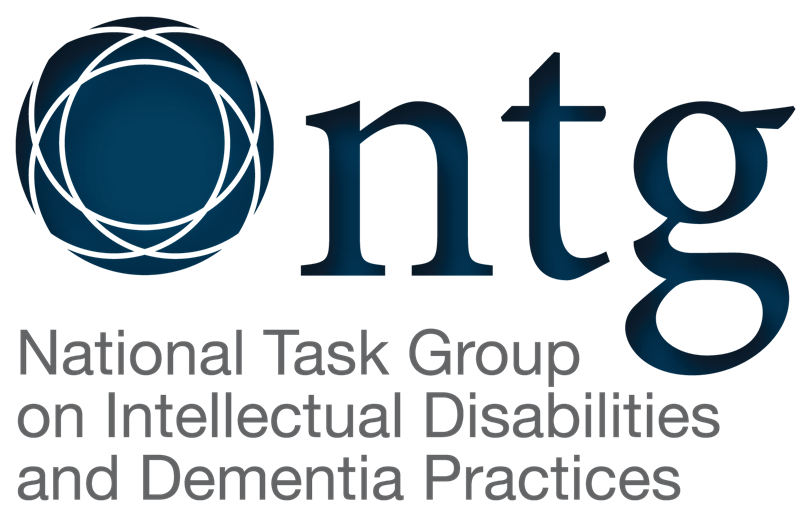 ntg
National Task Group
on Intellectual Disabilities
and Dementia Practices